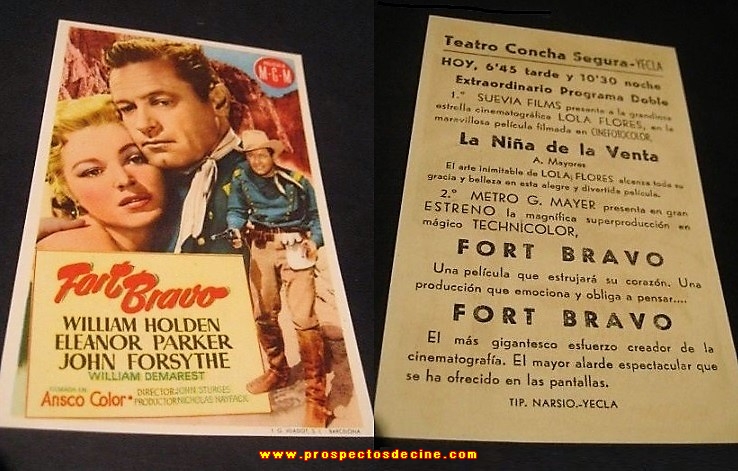 PELICULA
M·G·M
Fort Bravo
WILLIAM HOLDEN
ELEANOR PARKER
JOHN FORSYTHE
WILLIAM DEMAREST
FILMADA EN
Ansco Color·
DIRECTOR: JOHN STURGES
PRODUCTOR: NICHOLAS NAYFACK
BARCELONA
Teatro Concha Segura-YECLA
HOY, 6'45 tarde y 10'30 noche
Extraordinario Programa Doble
1.º SUEVIA FILMS presenta a la grandiosa
estrella cinematográfica LOLA FLORES, en la
maravillosa película filmada en CINEFOTOCOLOR,
La Niña de la Venta
A. Mayores
El arte inimitable de LOLA FLORES alcanza toda su
gracia y belleza en esta alegre y divertida película.
2.º METRO G. MAYER presenta en gran
ESTRENO la magnífica superproducción en
mágico TECHNÍCOLOR,
FORT BRAVO
Una película que estrujará su corazón. Una
producción que emociona y obliga a pensar....
FORT BRAVO
El más gigantesco esfuerzo creador de la
cinematografía. El mayor alarde espectacular que
se ha ofrecido en las pantallas.
TIP. NARSIO.-YECLA
www.prospectosdecine.com